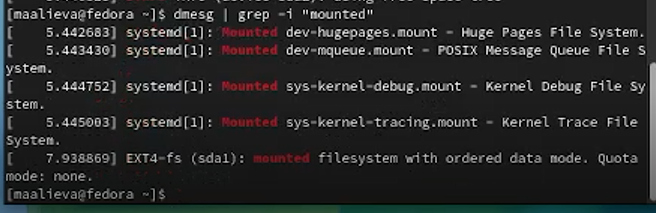 [maalieva@fedora ~]$ dmesg | grep -i "mounted"
[    5.442683] systemd[1]: Mounted dev-hugepages.mount - Huge Pages File System.
[    5.443430] systemd[1]: Mounted dev-mqueue.mount - POSIX Message Queue File S
ystem.
[    5.444752] systemd[1]: Mounted sys-kernel-debug.mount - Kernel Debug File Sy
stem.
[    5.445003] systemd[1]: Mounted sys-kernel-tracing.mount - Kernel Trace File
System.
[    7.938869] EXT4-fs (sda1): mounted filesystem with ordered data mode. Quota
mode: none.
[maalieva@fedora ~]$